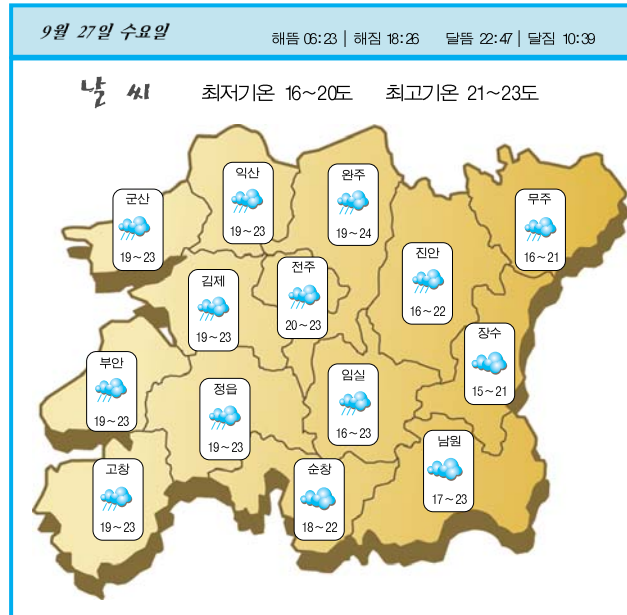 9월 27일 수요일
해뜸 06:23 | 해짐 18:26 달뜸 22:47 | 달짐 10:39
날 씨 최저기온 16~20도 최고기온 21~23도
익산
19~23
완주
19~24
군산
19~23
무주
16~21
진안
16~22
전주
20~23
김제
19~23
장수
15~21
부안
19~23
임실
16~23
정읍
19~23
남원
17~23
고창
19~23
순창
18~22